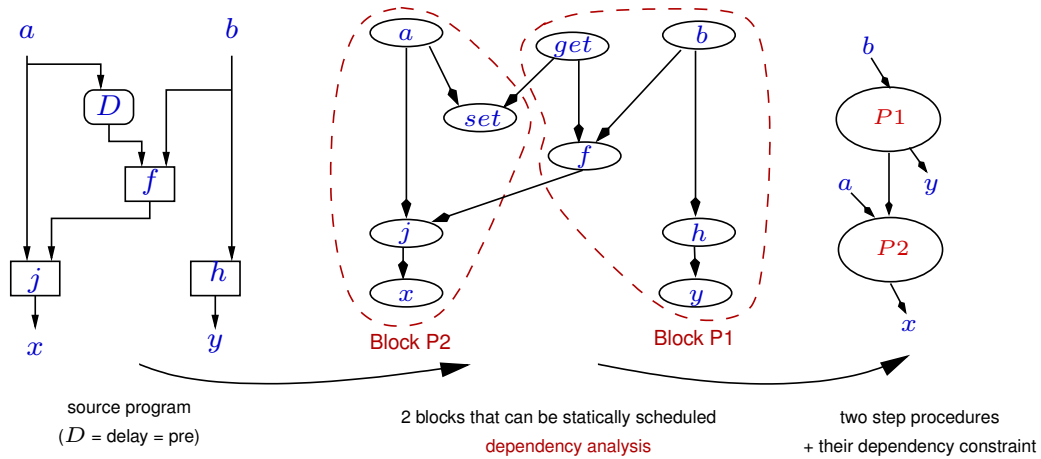 a
b
D
f
j
h
x
y
source program
(D = delay = pre)
a
get
b
set
f
j
h
x
y
Block P2
Block P1
2 blocks that can be statically scheduled
dependency analysis
b
P1
a
y
P2
x
two step procedures
+ their dependency constraint